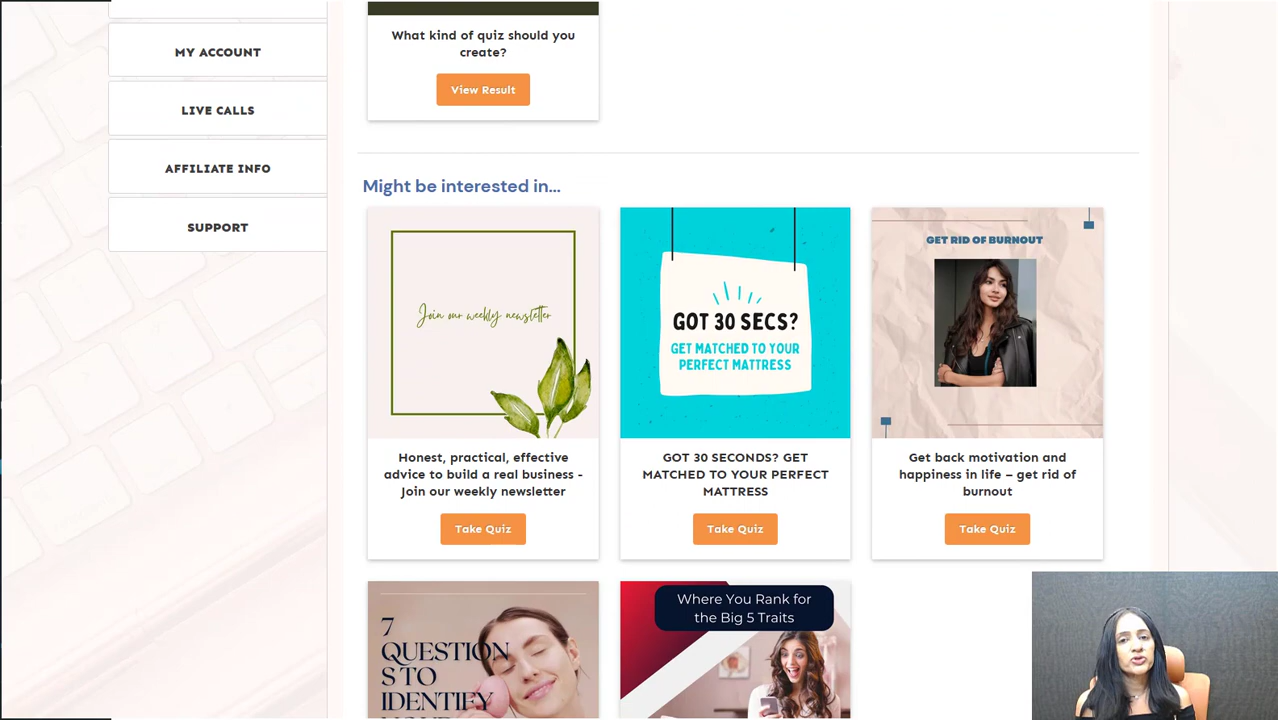 MY ACCOUNT
LIVE CALLS
AFFILIATE INFO
SUPPORT
What kind of quiz should you
create?
View Result
Might be interested in...
Join our weekly newsletter
GOT 30 SECS?
GET MATCHED TO YOUR
PERFECT MATTRESS
GET RID OF BURNOUT
Honest, practical, effective
advice to build a real business -
Join our weekly newsletter
Take Quiz
GOT 30 SECONDS? GET
MATCHED TO YOUR PERFECT
MATTRESS
Take Quiz
Get back motivation and
happiness in life – get rid of
burnout
Take Quiz
7
QUESTION
S TO
IDENTIFY
Where You Rank for
the Big 5 Traits